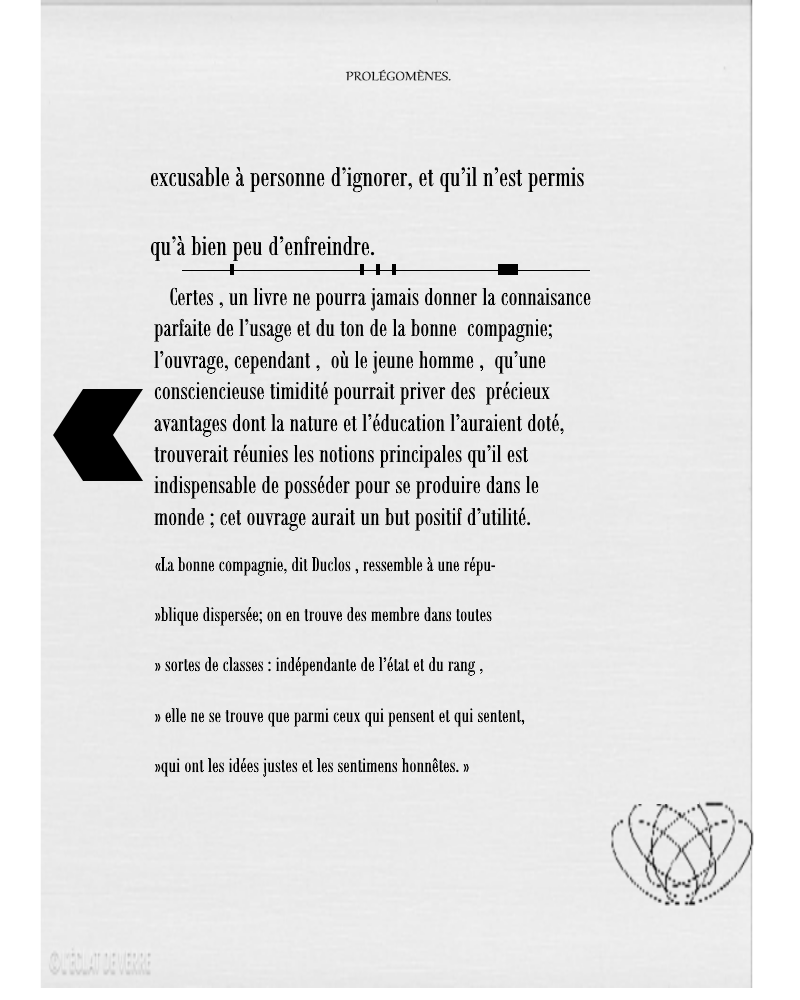 PROLÉGOMÈNES.
excusable à personne d’ignorer, et qu’il n’est permis
qu’à bien peu d’enfreindre.
Certes , un livre ne pourra jamais donner la connaisance
parfaite de l’usage et du ton de la bonne compagnie;
l’ouvrage, cependant , où le jeune homme , qu’une
consciencieuse timidité pourrait priver des précieux
avantages dont la nature et l’éducation l’auraient doté,
trouverait réunies les notions principales qu’il est
indispensable de posséder pour se produire dans le
monde ; cet ouvrage aurait un but positif d’utilité.
«La bonne compagnie, dit Duclos , ressemble à une répu-
»blique dispersée; on en trouve des membre dans toutes
» sortes de classes : indépendante de l’état et du rang ,
» elle ne se trouve que parmi ceux qui pensent et qui sentent,
»qui ont les idées justes et les sentimens honnêtes. »
©L'ÉCLAT DE VERRE